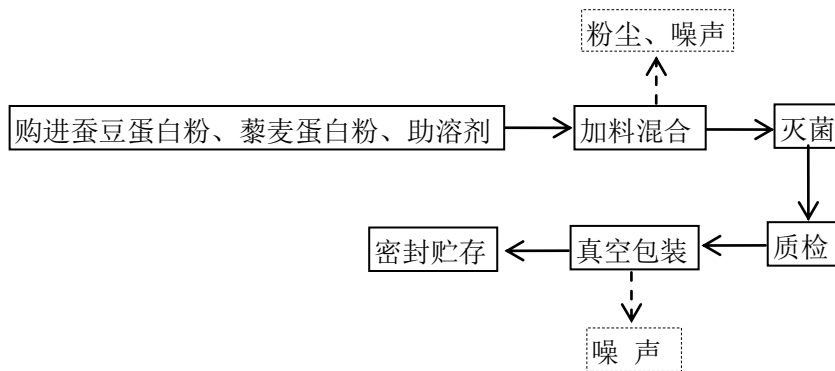 粉尘、噪声
购进蚕豆蛋白粉、藜麦蛋白粉、助溶剂
加料混合
灭菌
密封贮存
真空包装
质检
噪 声